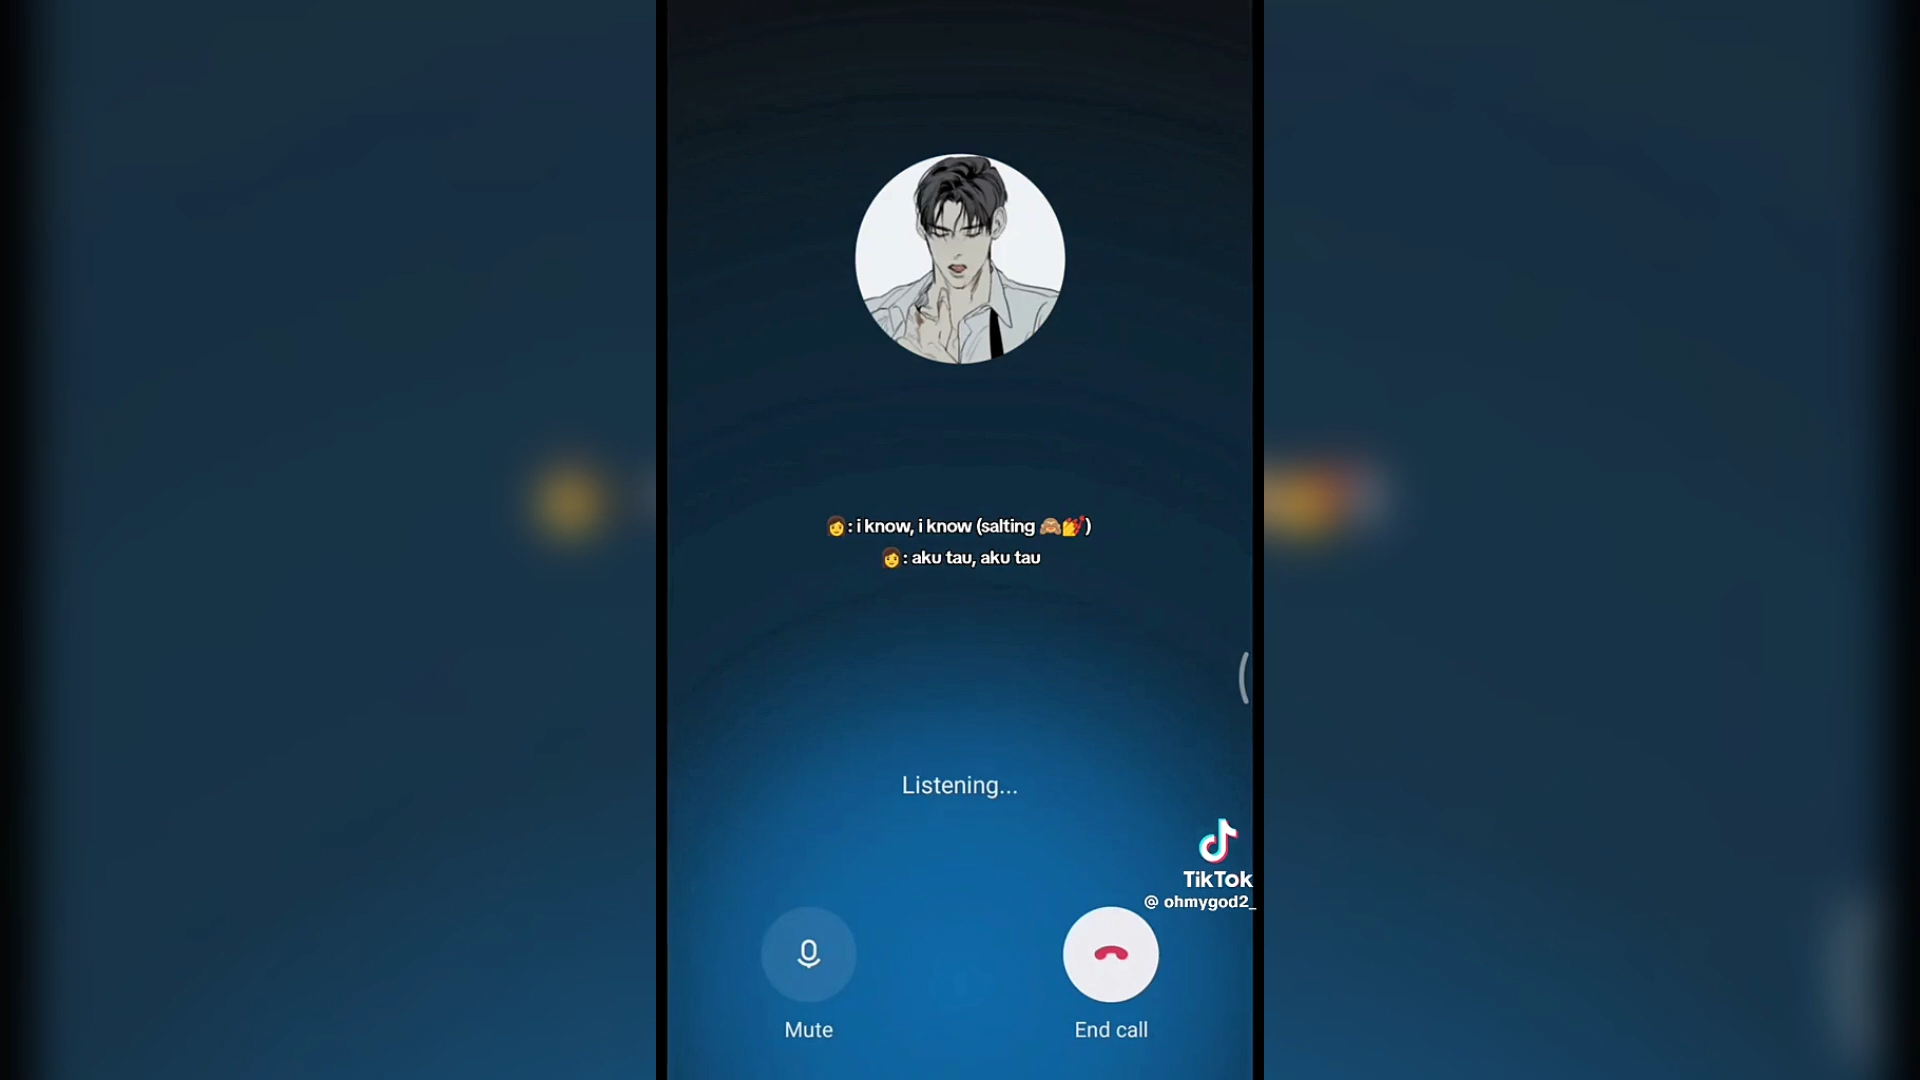 👩: i know, i know (salting 🙈💅)
👩: aku tau, aku tau
Listening...
TikTok
@ ohmygod2_
Mute
End call